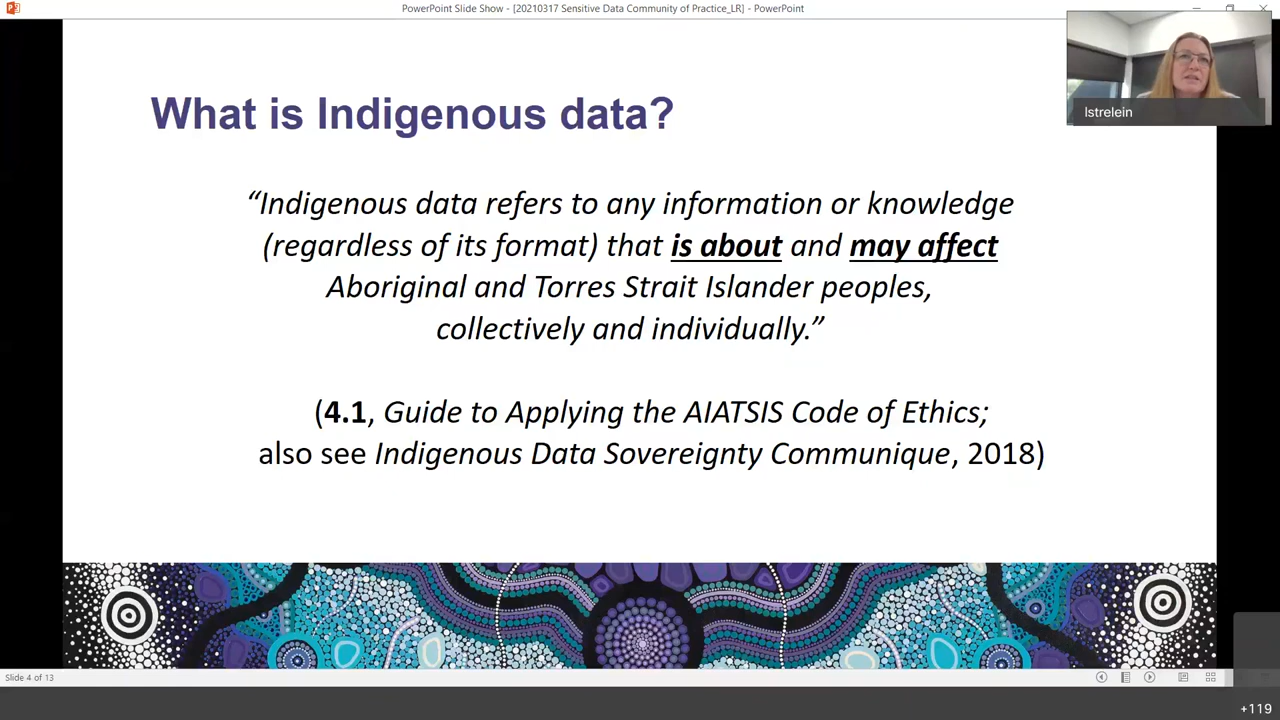 PowerPoint Slide Show - [20210317 Sensitive Data Community of Practice_LR] - PowerPoint
lstrelein
What is Indigenous data?
“Indigenous data refers to any information or knowledge
(regardless of its format) that is about and may affect
Aboriginal and Torres Strait Islander peoples,
collectively and individually.”
(4.1, Guide to Applying the AIATSIS Code of Ethics;
also see Indigenous Data Sovereignty Communique, 2018)
Slide 4 of 13
+119